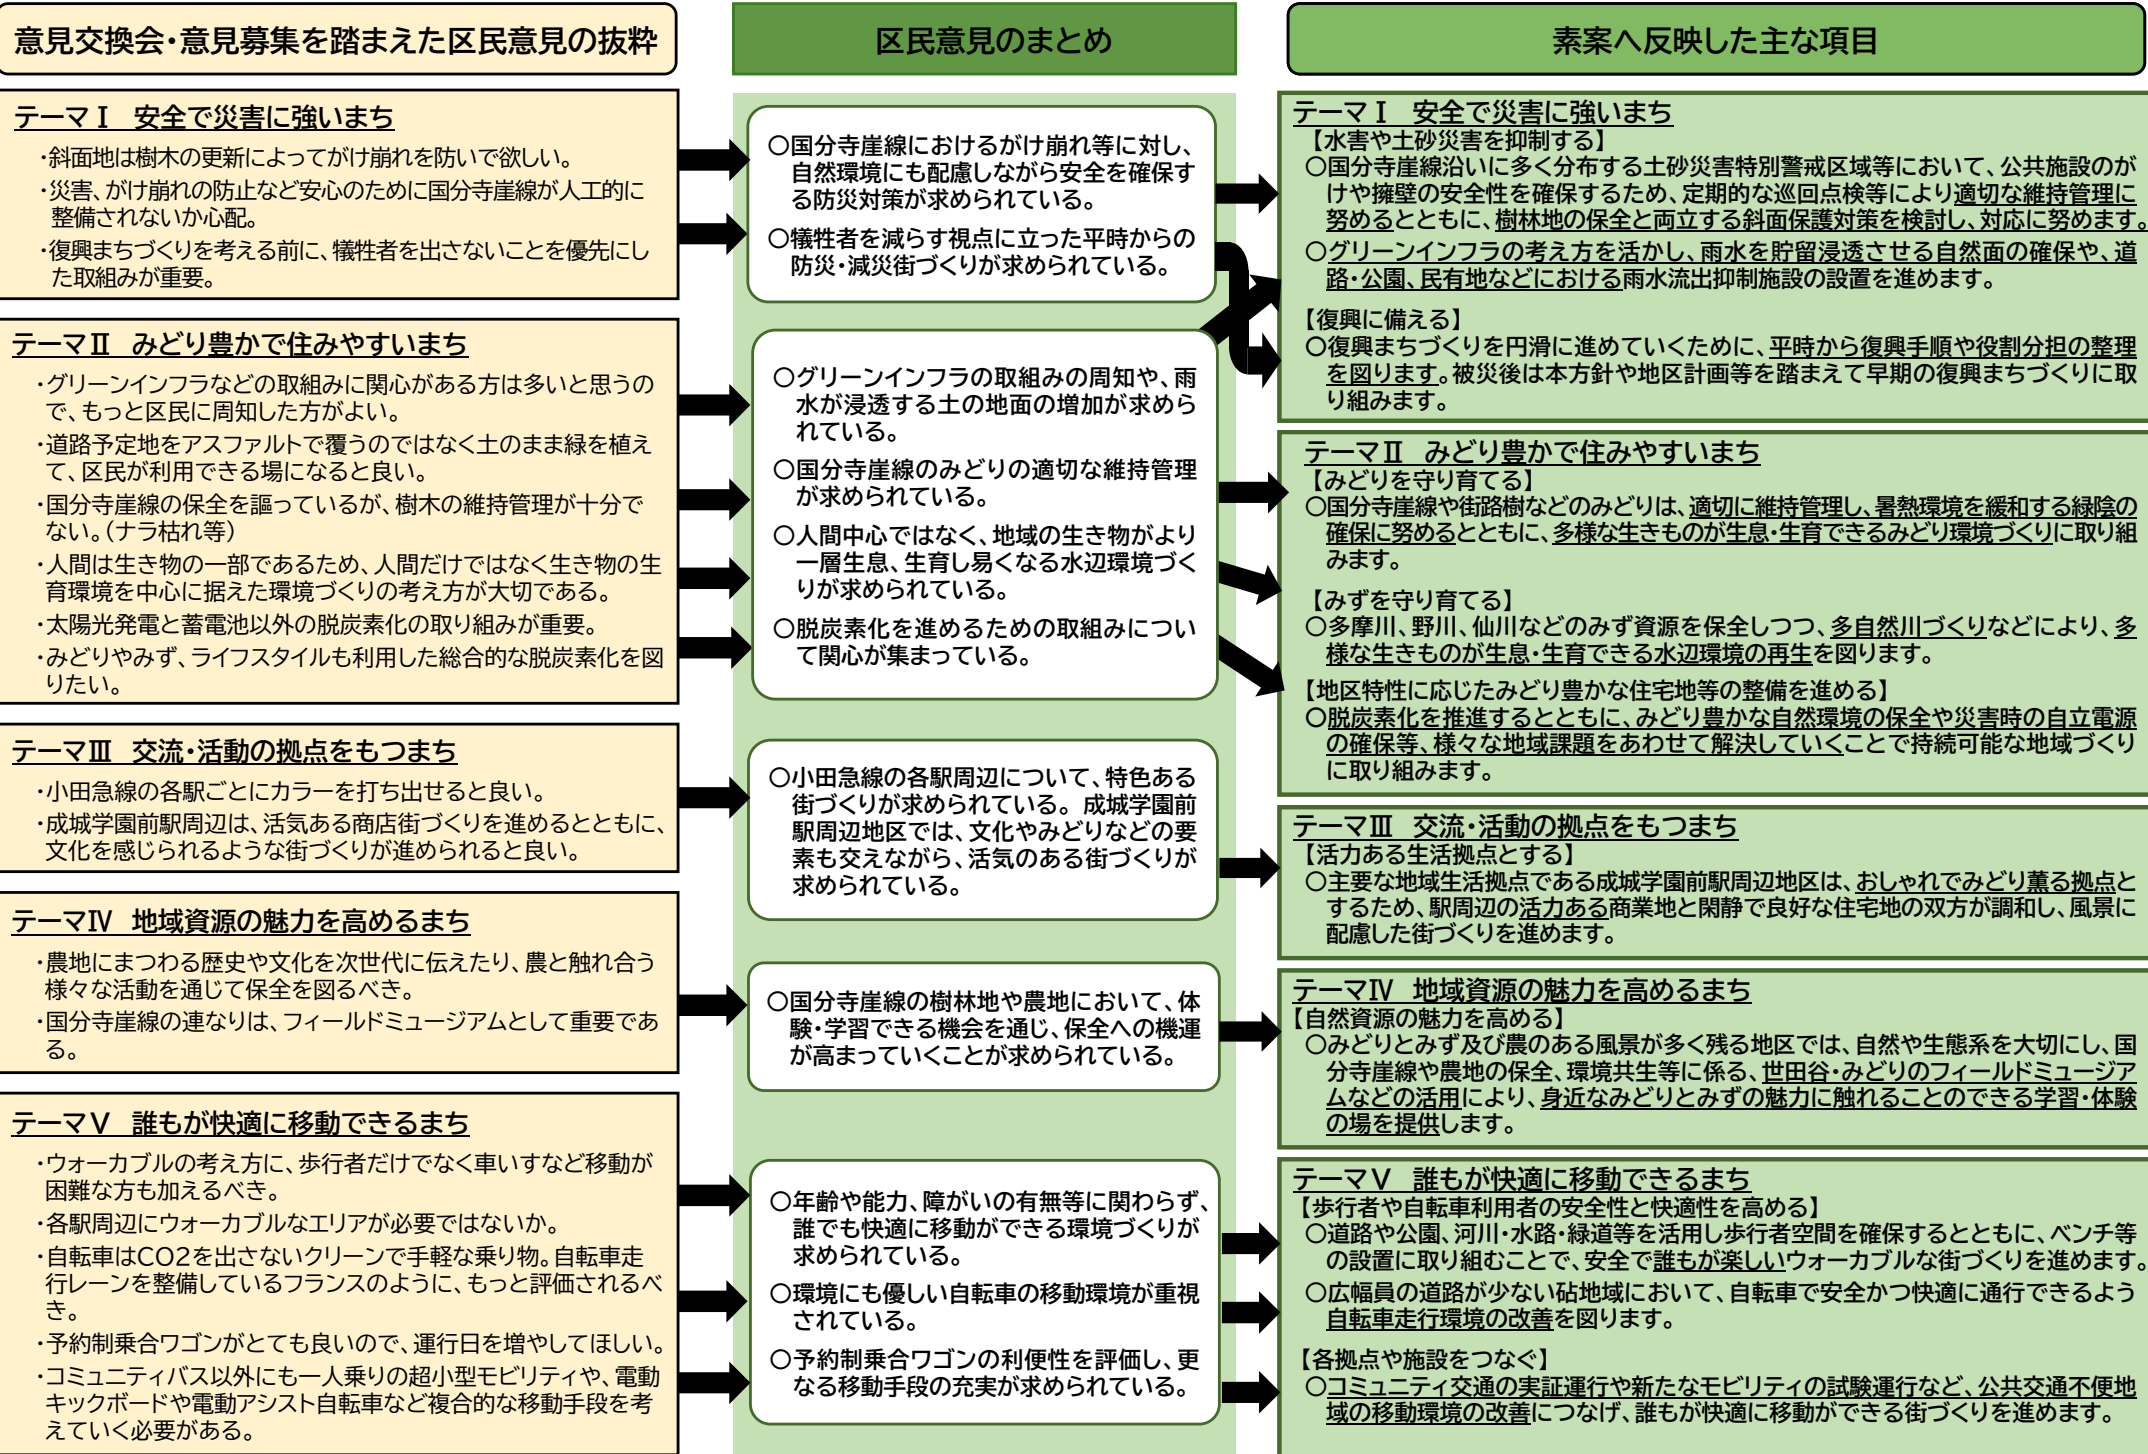 意見交換会・意見募集を踏まえた区民意見の抜粋
テーマⅠ　安全で災害に強いまち
・斜面地は樹木の更新によってがけ崩れを防いで欲しい。
・災害、がけ崩れの防止など安心のために国分寺崖線が人工的に
整備されないか心配。
・復興まちづくりを考える前に、犠牲者を出さないことを優先にし
た取組みが重要。
テーマⅡ　みどり豊かで住みやすいまち
・グリーンインフラなどの取組みに関心がある方は多いと思うの
で、もっと区民に周知した方がよい。
・道路予定地をアスファルトで覆うのではなく土のまま緑を植え
て、区民が利用できる場になると良い。
・国分寺崖線の保全を謳っているが、樹木の維持管理が十分で
ない。（ナラ枯れ等）
・人間は生き物の一部であるため、人間だけではなく生き物の生
育環境を中心に据えた環境づくりの考え方が大切である。
・太陽光発電と蓄電池以外の脱炭素化の取り組みが重要。
・みどりやみず、ライフスタイルも利用した総合的な脱炭素化を図
りたい。
テーマⅢ　交流・活動の拠点をもつまち
・小田急線の各駅ごとにカラーを打ち出せると良い。
・成城学園前駅周辺は、活気ある商店街づくりを進めるとともに、
文化を感じられるような街づくりが進められると良い。
テーマⅣ　地域資源の魅力を高めるまち
・農地にまつわる歴史や文化を次世代に伝えたり、農と触れ合う
様々な活動を通じて保全を図るべき。
・国分寺崖線の連なりは、フィールドミュージアムとして重要であ
る。
テーマⅤ　誰もが快適に移動できるまち
・ウォーカブルの考え方に、歩行者だけでなく車いすなど移動が
困難な方も加えるべき。
・各駅周辺にウォーカブルなエリアが必要ではないか。
・自転車はCO2を出さないクリーンで手軽な乗り物。自転車走
行レーンを整備しているフランスのように、もっと評価されるべ
き。
・予約制乗合ワゴンがとても良いので、運行日を増やしてほしい。
・コミュニティバス以外にも一人乗りの超小型モビリティや、電動
キックボードや電動アシスト自転車など複合的な移動手段を考
えていく必要がある。
区民意見のまとめ
〇国分寺崖線におけるがけ崩れ等に対し、
自然環境にも配慮しながら安全を確保す
る防災対策が求められている。
〇犠牲者を減らす視点に立った平時からの
防災・減災街づくりが求められている。
〇グリーンインフラの取組みの周知や、雨
水が浸透する土の地面の増加が求めら
れている。
〇国分寺崖線のみどりの適切な維持管理
が求められている。
〇人間中心ではなく、地域の生き物がより
一層生息、生育し易くなる水辺環境づく
りが求められている。
〇脱炭素化を進めるための取組みについ
て関心が集まっている。
〇小田急線の各駅周辺について、特色ある
街づくりが求められている。成城学園前
駅周辺地区では、文化やみどりなどの要
素も交えながら、活気のある街づくりが
求められている。
〇国分寺崖線の樹林地や農地において、体
験・学習できる機会を通じ、保全への機運
が高まっていくことが求められている。
〇年齢や能力、障がいの有無等に関わらず、
誰でも快適に移動ができる環境づくりが
求められている。
〇環境にも優しい自転車の移動環境が重視
されている。
〇予約制乗合ワゴンの利便性を評価し、更
なる移動手段の充実が求められている。
素案へ反映した主な項目
テーマⅠ　安全で災害に強いまち
【水害や土砂災害を抑制する】
〇国分寺崖線沿いに多く分布する土砂災害特別警戒区域等において、公共施設のが
けや擁壁の安全性を確保するため、定期的な巡回点検等により適切な維持管理に
努めるとともに、樹林地の保全と両立する斜面保護対策を検討し、対応に努めます。
〇グリーンインフラの考え方を活かし、雨水を貯留浸透させる自然面の確保や、道
路・公園、民有地などにおける雨水流出抑制施設の設置を進めます。
【復興に備える】
〇復興まちづくりを円滑に進めていくために、平時から復興手順や役割分担の整理
を図ります。被災後は本方針や地区計画等を踏まえて早期の復興まちづくりに取
り組みます。
テーマⅡ　みどり豊かで住みやすいまち
【みどりを守り育てる】
〇国分寺崖線や街路樹などのみどりは、適切に維持管理し、暑熱環境を緩和する緑陰の
確保に努めるとともに、多様な生きものが生息・生育できるみどり環境づくりに取り組
みます。
【みずを守り育てる】
〇多摩川、野川、仙川などのみず資源を保全しつつ、多自然川づくりなどにより、多
様な生きものが生息・生育できる水辺環境の再生を図ります。
【地区特性に応じたみどり豊かな住宅地等の整備を進める】
〇脱炭素化を推進するとともに、みどり豊かな自然環境の保全や災害時の自立電源
の確保等、様々な地域課題をあわせて解決していくことで持続可能な地域づくり
に取り組みます。
テーマⅢ　交流・活動の拠点をもつまち
【活力ある生活拠点とする】
〇主要な地域生活拠点である成城学園前駅周辺地区は、おしゃれでみどり薫る拠点と
するため、駅周辺の活力ある商業地と閑静で良好な住宅地の双方が調和し、風景に
配慮した街づくりを進めます。
テーマⅣ　地域資源の魅力を高めるまち
【自然資源の魅力を高める】
〇みどりとみず及び農のある風景が多く残る地区では、自然や生態系を大切にし、国
分寺崖線や農地の保全、環境共生等に係る、世田谷・みどりのフィールドミュージア
ムなどの活用により、身近なみどりとみずの魅力に触れることのできる学習・体験
の場を提供します。
テーマⅤ　誰もが快適に移動できるまち
【歩行者や自転車利用者の安全性と快適性を高める】
〇道路や公園、河川・水路・緑道等を活用し歩行者空間を確保するとともに、ベンチ等
の設置に取り組むことで、安全で誰もが楽しいウォーカブルな街づくりを進めます。
〇広幅員の道路が少ない砧地域において、自転車で安全かつ快適に通行できるよう
自転車走行環境の改善を図ります。
【各拠点や施設をつなぐ】
〇コミュニティ交通の実証運行や新たなモビリティの試験運行など、公共交通不便地
域の移動環境の改善につなげ、誰もが快適に移動ができる街づくりを進めます。